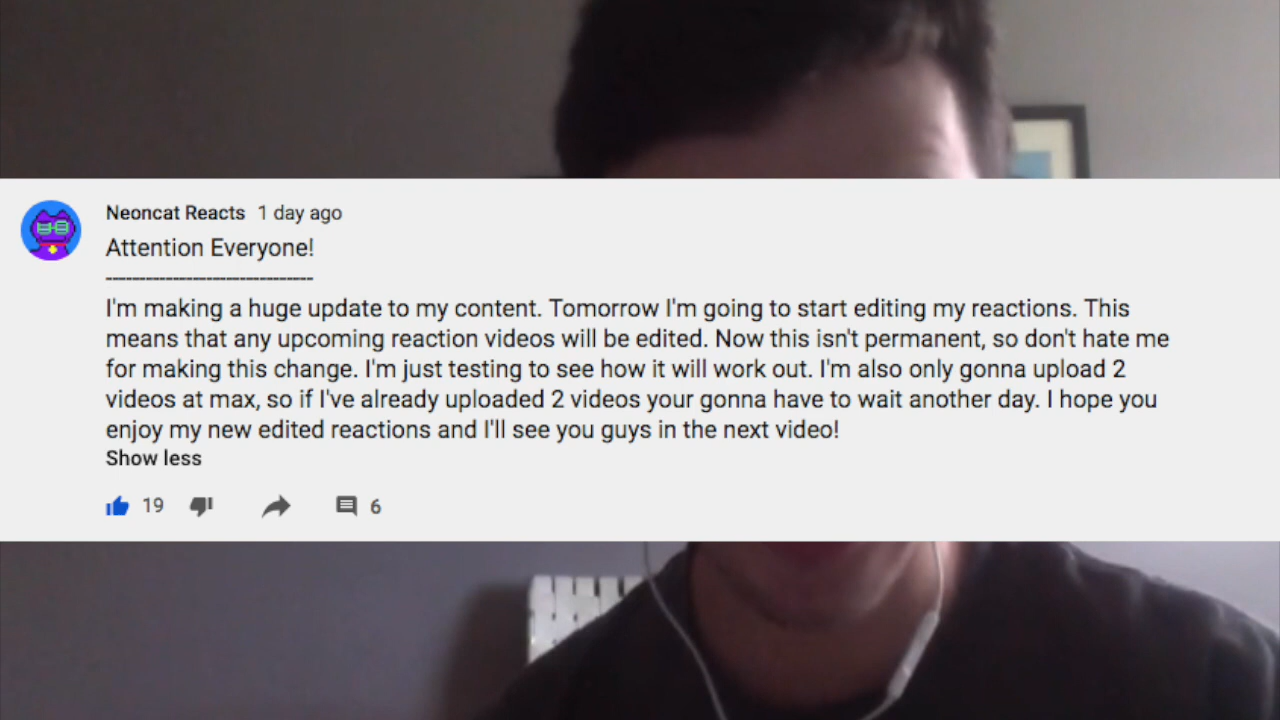 Neoncat Reacts 1 day ago
Attention Everyone!
-------------------------------
I'm making a huge update to my content. Tomorrow I'm going to start editing my reactions. This
means that any upcoming reaction videos will be edited. Now this isn't permanent, so don't hate me
for making this change. I'm just testing to see how it will work out. I'm also only gonna upload 2
videos at max, so if I've already uploaded 2 videos your gonna have to wait another day. I hope you
enjoy my new edited reactions and I'll see you guys in the next video!
Show less
19 6